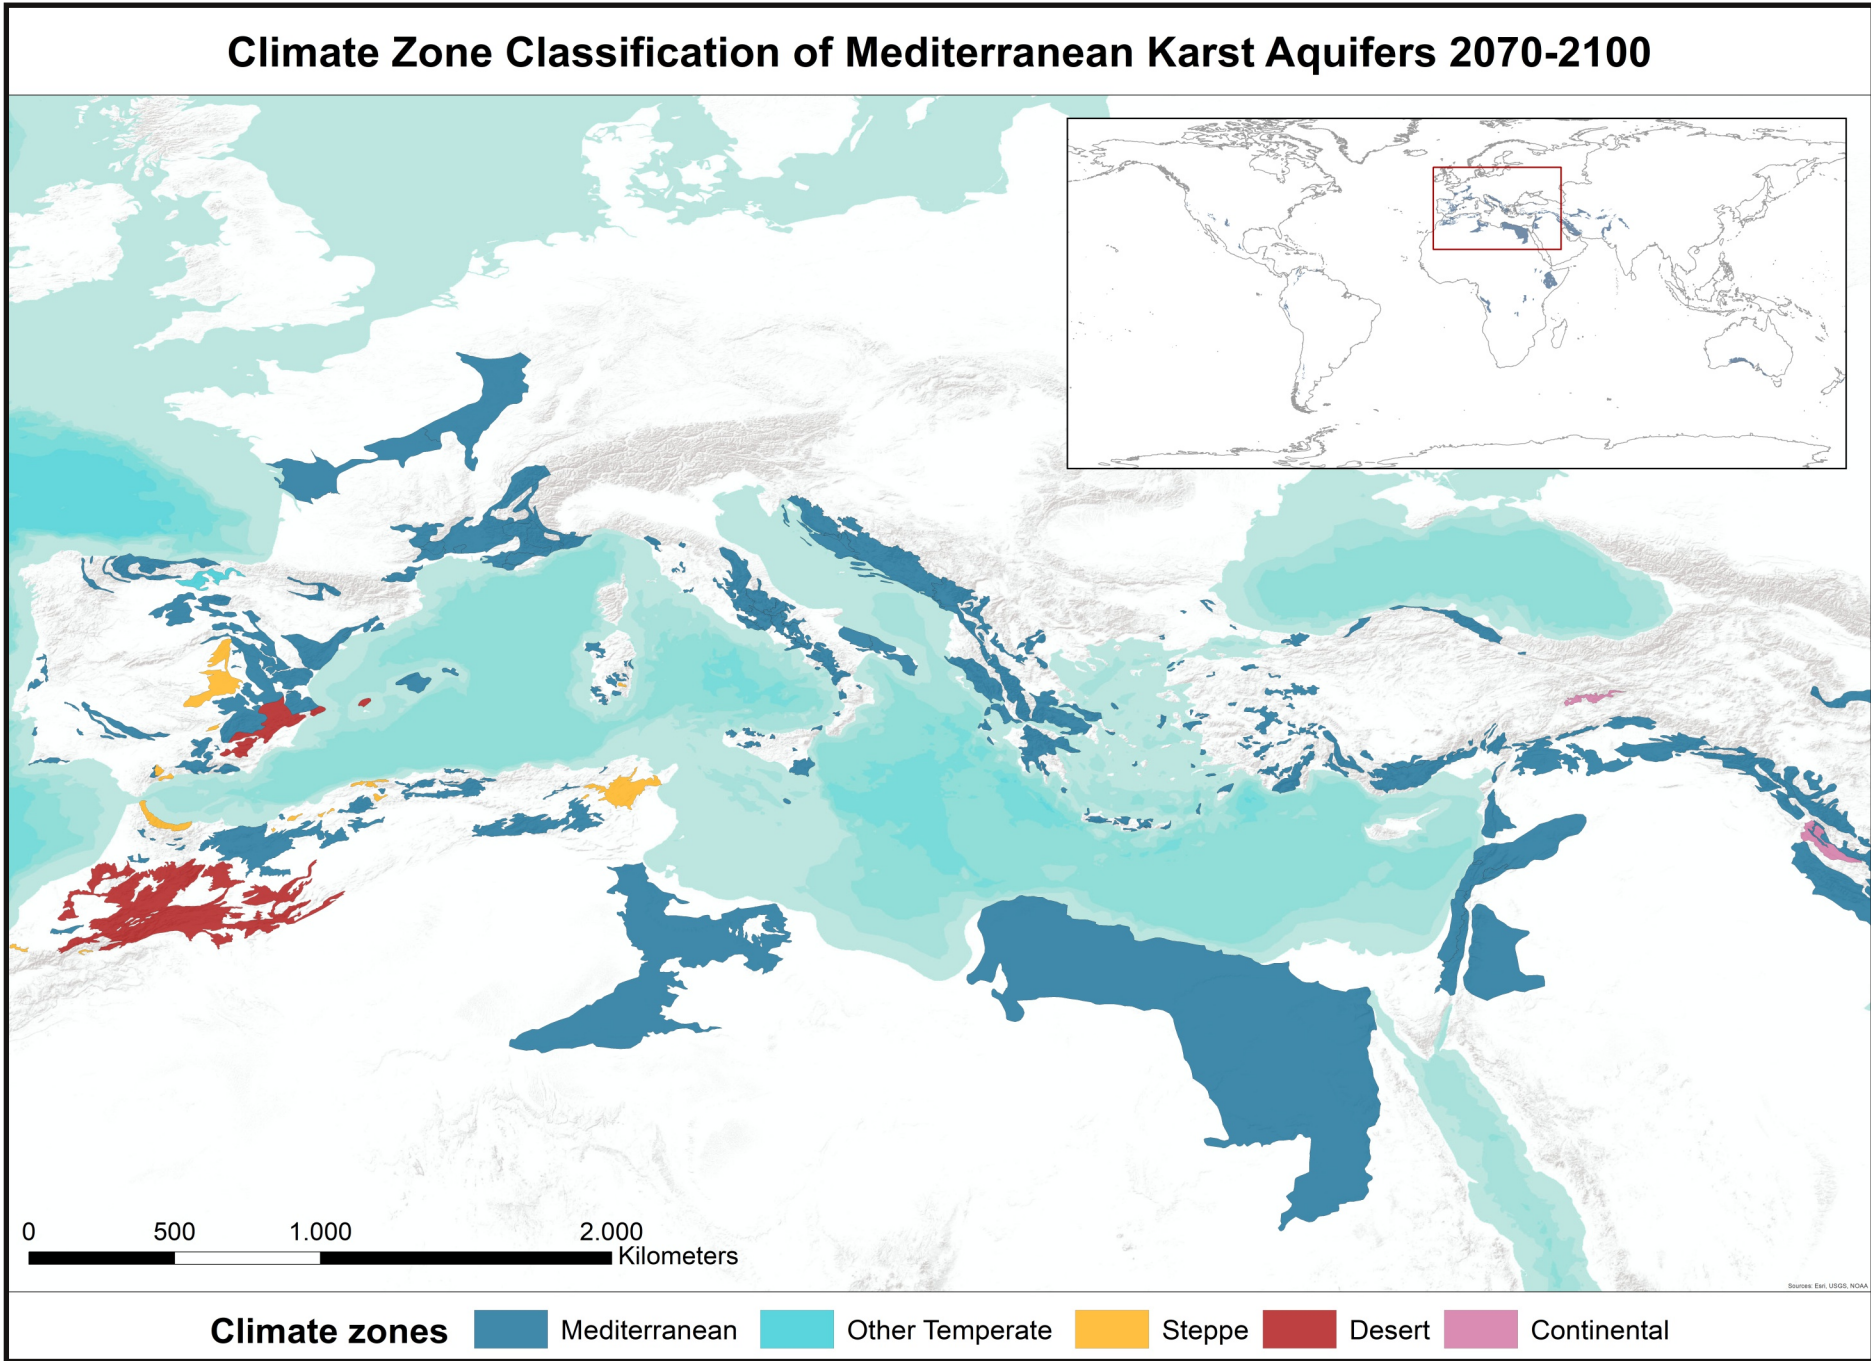 Climate Zone Classification of Mediterranean Karst Aquifers 2070-2100
0 500 1.000 2.000
Kilometers
Sources: Esri, USGS, NOAA
Climate zones Mediterranean Other Temperate Steppe Desert Continental